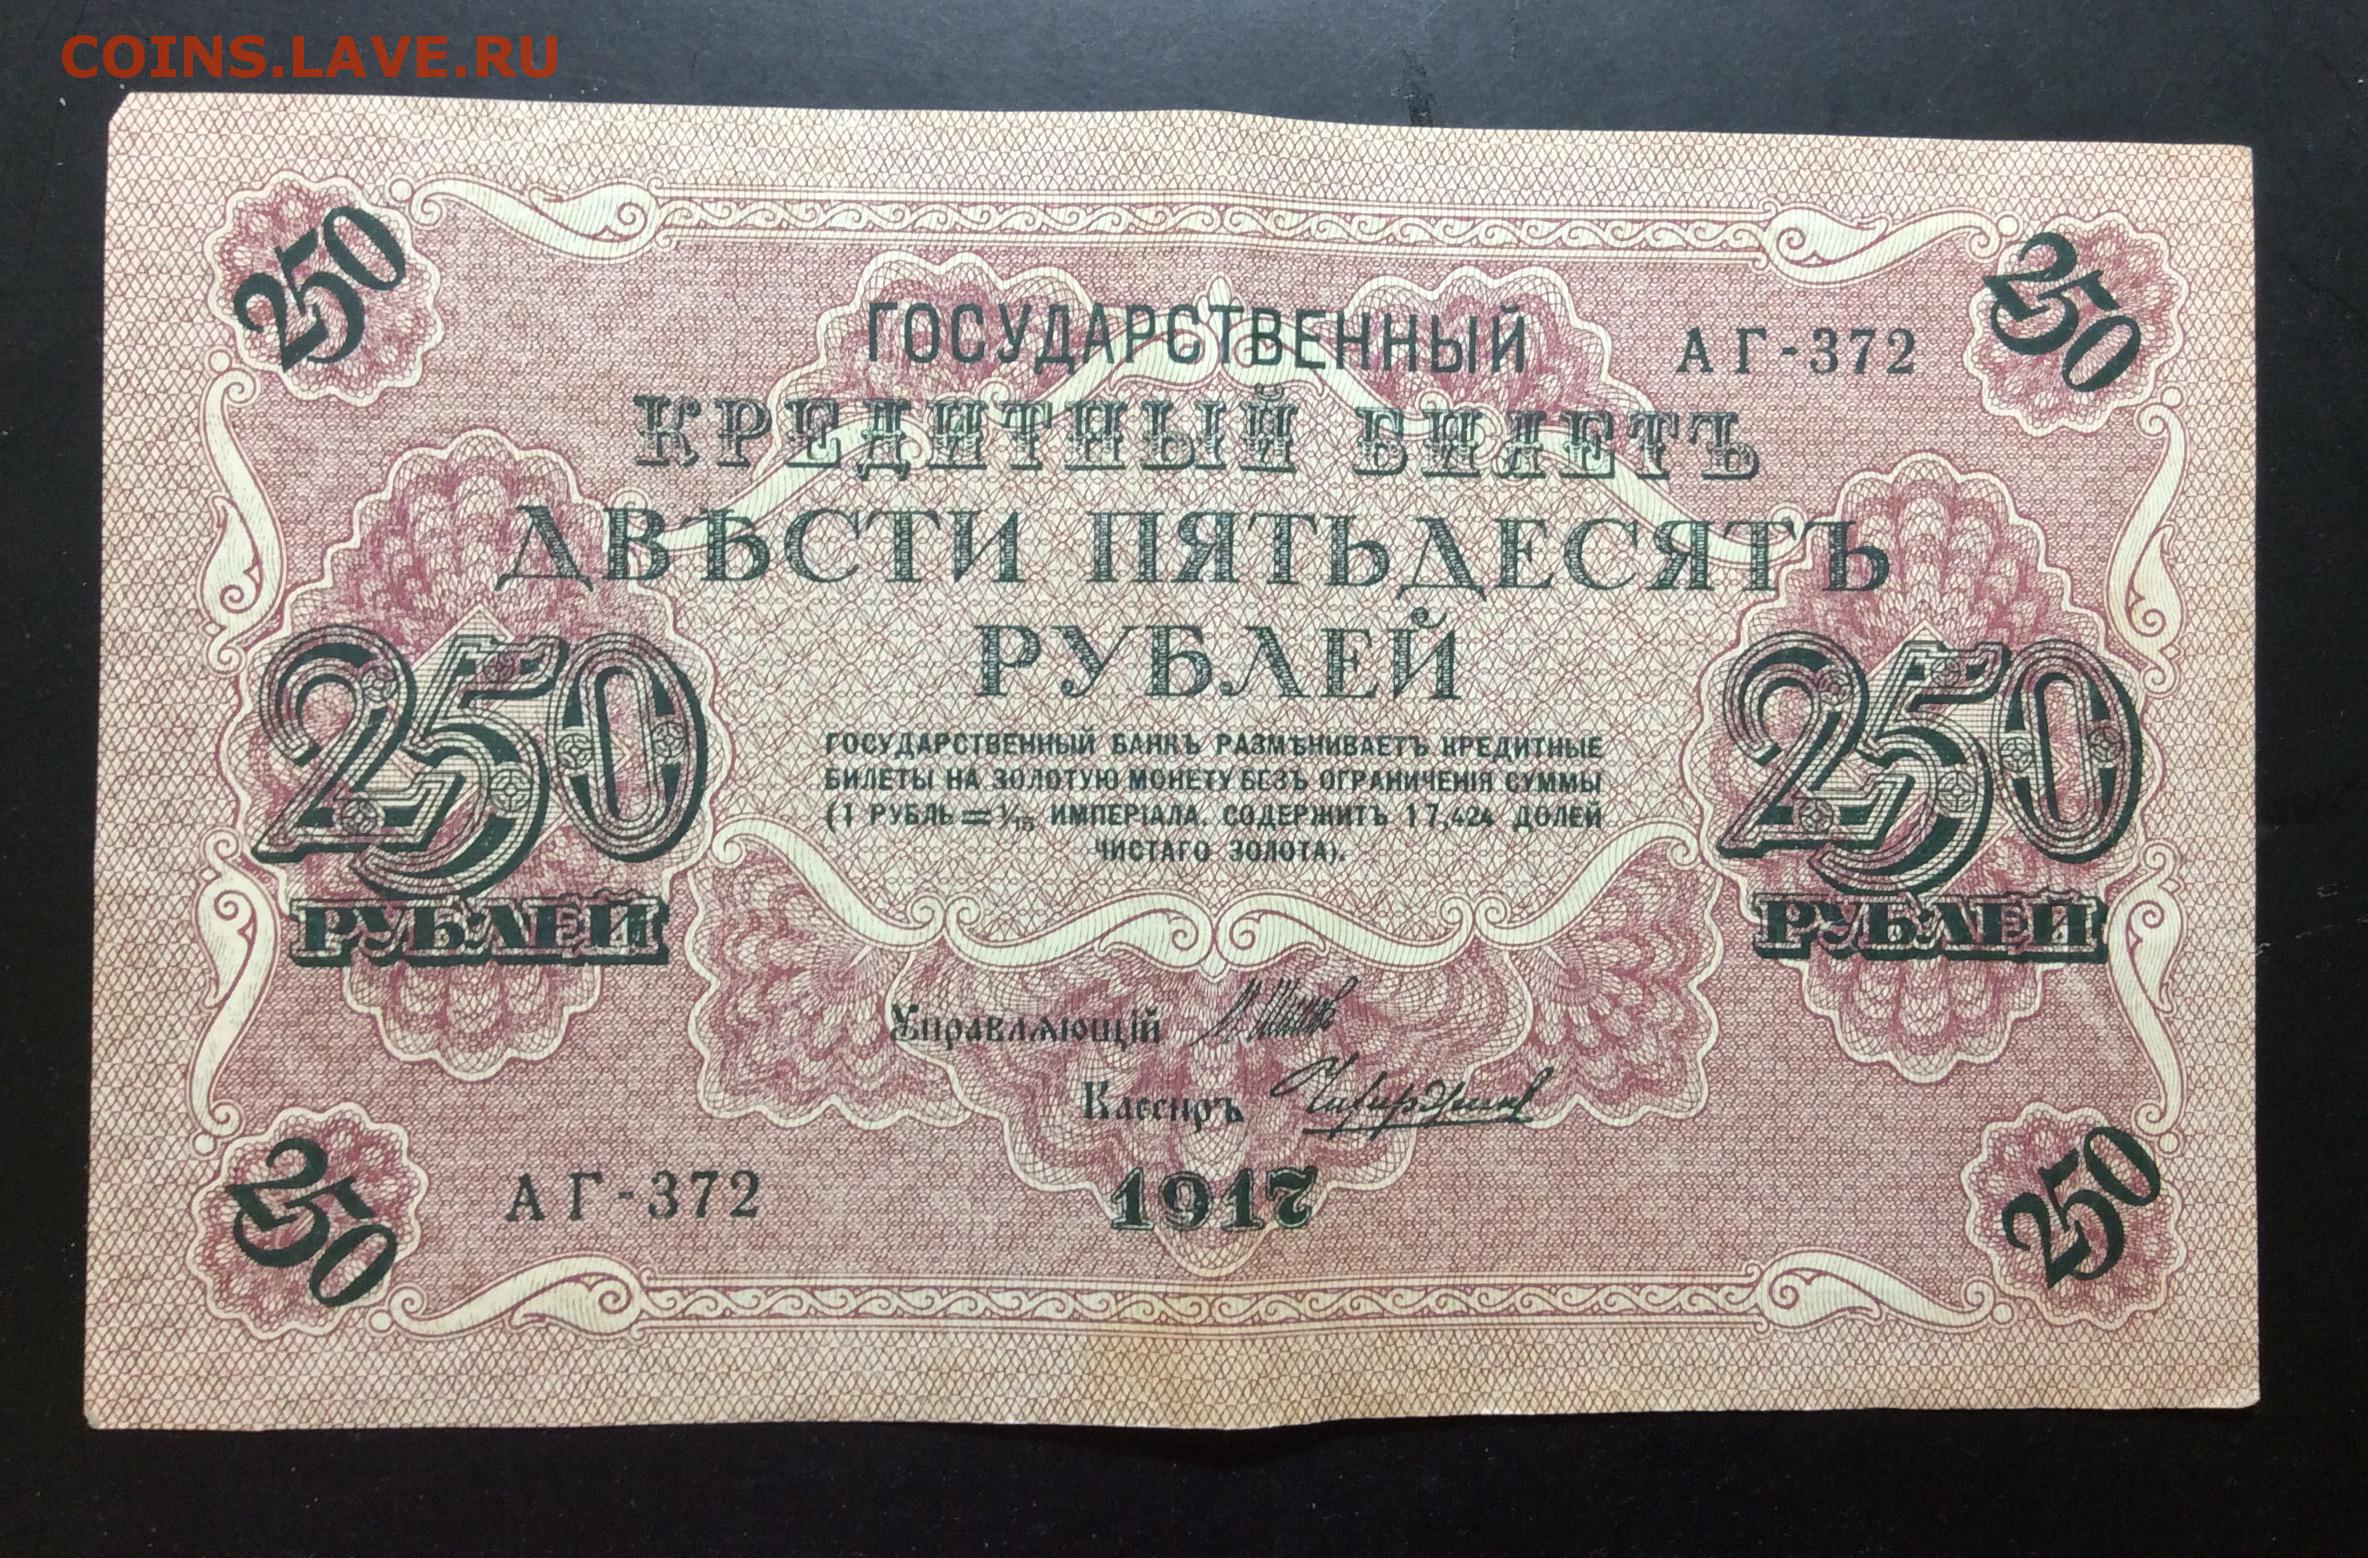 COINS.LAVE.RU
250
250
ГОСУДАРСТВЕННЫЙ
АГ-372
КРЕДИТНЫЙ БИЛЕТЪ
ДВѢСТИ ПЯТЬДЕСЯТЪ
РУБЛЕЙ
250
РУБЛЕЙ
ГОСУДАРСТВЕННЫЙ БАНКЪ РАЗМѢНИВАЕТЪ КРЕДИТНЫЕ
БИЛЕТЫ НА ЗОЛОТУЮ МОНЕТУ БЕЗЪ ОГРАНИЧЕНІЯ СУММЫ
(1 РУБЛЬ = 1/15 ИМПЕРІАЛА, СОДЕРЖИТЪ 17,424 ДОЛЕЙ
ЧИСТАГО ЗОЛОТА).
250
РУБЛЕЙ
Управляющій
Кассиръ
АГ-372
1917
250
250